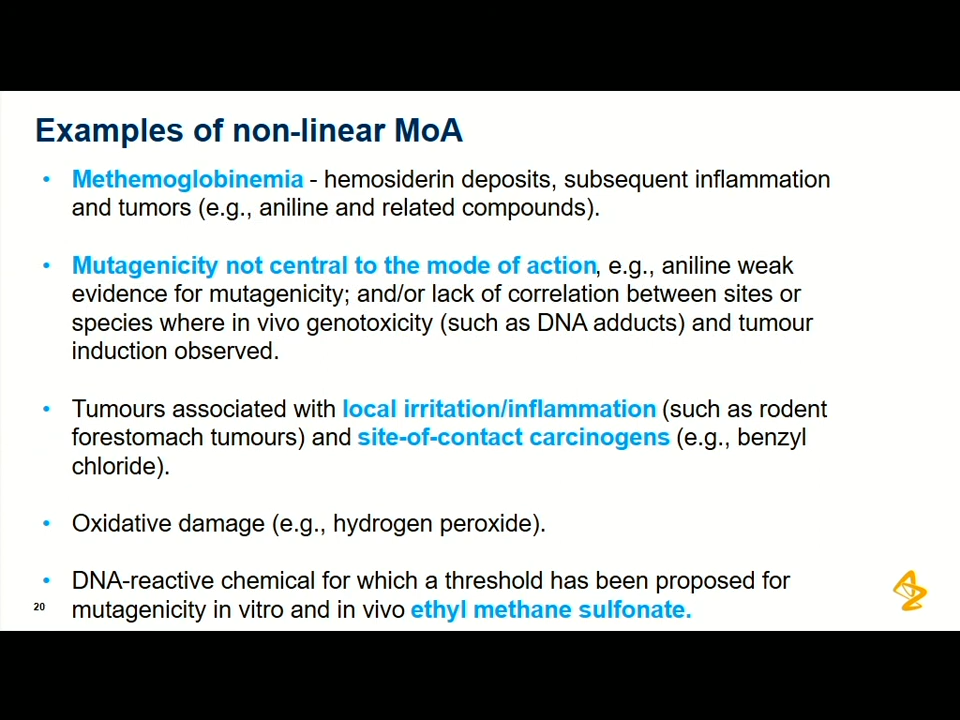 Examples of non-linear MoA
• Methemoglobinemia - hemosiderin deposits, subsequent inflammation
and tumors (e.g., aniline and related compounds).
• Mutagenicity not central to the mode of action, e.g., aniline weak
evidence for mutagenicity; and/or lack of correlation between sites or
species where in vivo genotoxicity (such as DNA adducts) and tumour
induction observed.
• Tumours associated with local irritation/inflammation (such as rodent
forestomach tumours) and site-of-contact carcinogens (e.g., benzyl
chloride).
• Oxidative damage (e.g., hydrogen peroxide).
• DNA-reactive chemical for which a threshold has been proposed for
mutagenicity in vitro and in vivo ethyl methane sulfonate.
20